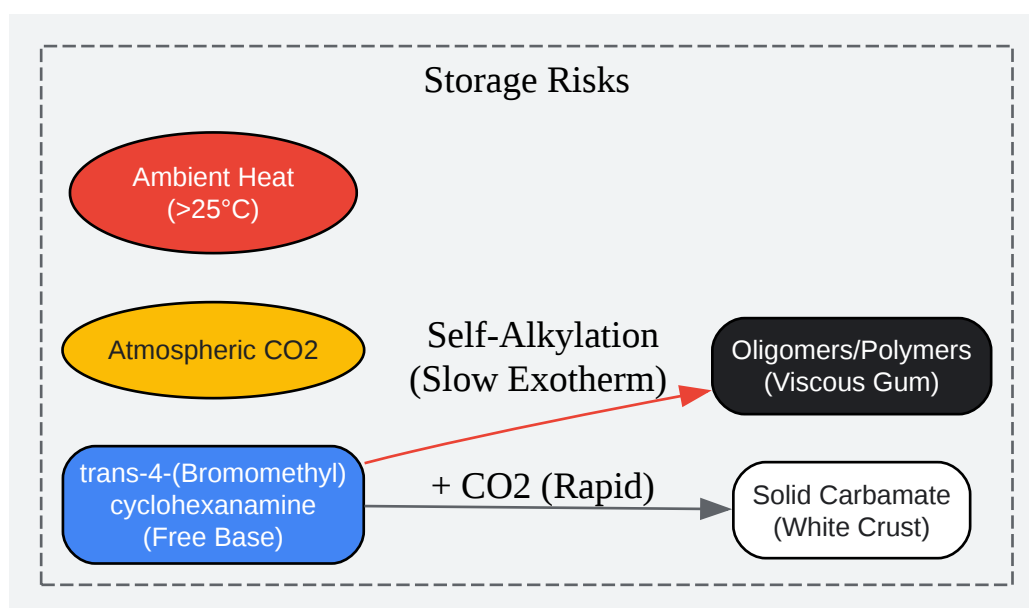 Storage Risks
Ambient Heat
(>25°C)
Atmospheric CO2
Self-Alkylation
(Slow Exotherm)
Oligomers/Polymers
(Viscous Gum)
trans-4-(Bromomethyl)
cyclohexanamine
(Free Base)
+ CO2 (Rapid)
Solid Carbamate
(White Crust)